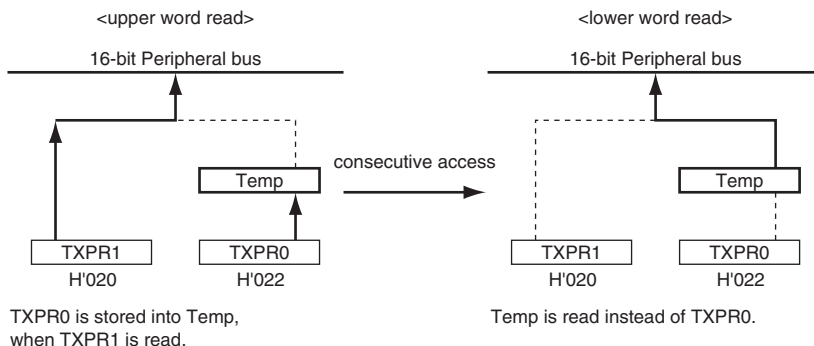 <upper word read>
16-bit Peripheral bus
Temp
TXPR1
TXPR0
H'020
H'022
TXPR0 is stored into Temp,
when TXPR1 is read.
consecutive access
<lower word read>
16-bit Peripheral bus
Temp
TXPR1
TXPR0
H'020
H'022
Temp is read instead of TXPR0.